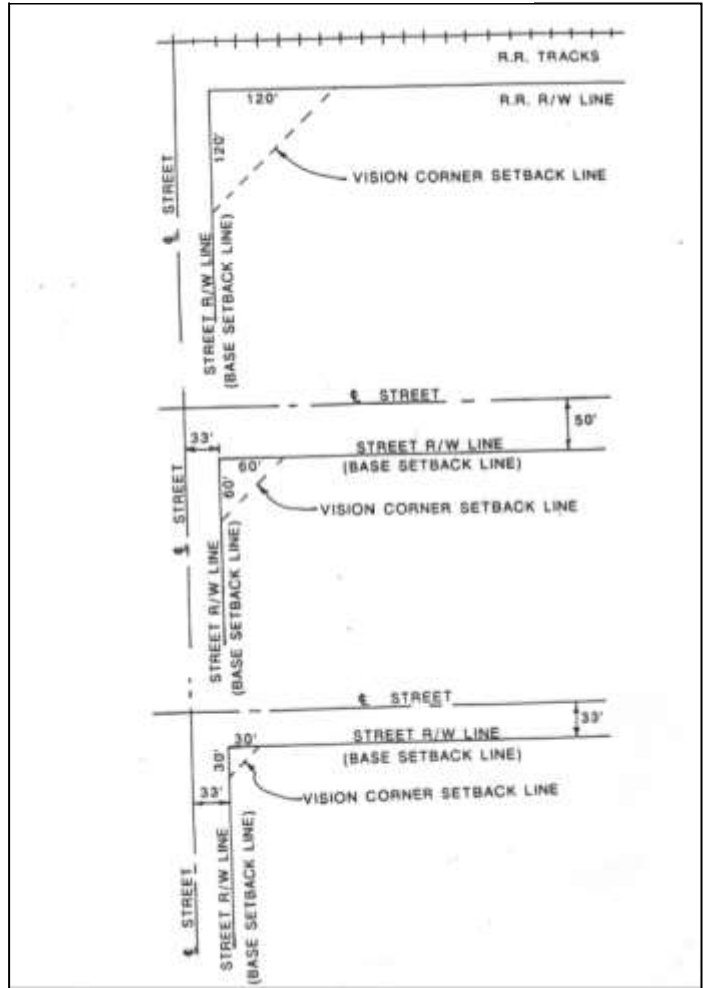 R.R. TRACKS
120'
R.R. R/W LINE
120'
VISION CORNER SETBACK LINE
℄ STREET
STREET R/W LINE
(BASE SETBACK LINE)
℄ STREET
50'
33'
STREET R/W LINE
(BASE SETBACK LINE)
60'
60'
VISION CORNER SETBACK LINE
℄ STREET
STREET R/W LINE
(BASE SETBACK LINE)
℄ STREET
33'
30'
STREET R/W LINE
(BASE SETBACK LINE)
30'
33'
VISION CORNER SETBACK LINE
℄ STREET
STREET R/W LINE
(BASE SETBACK LINE)